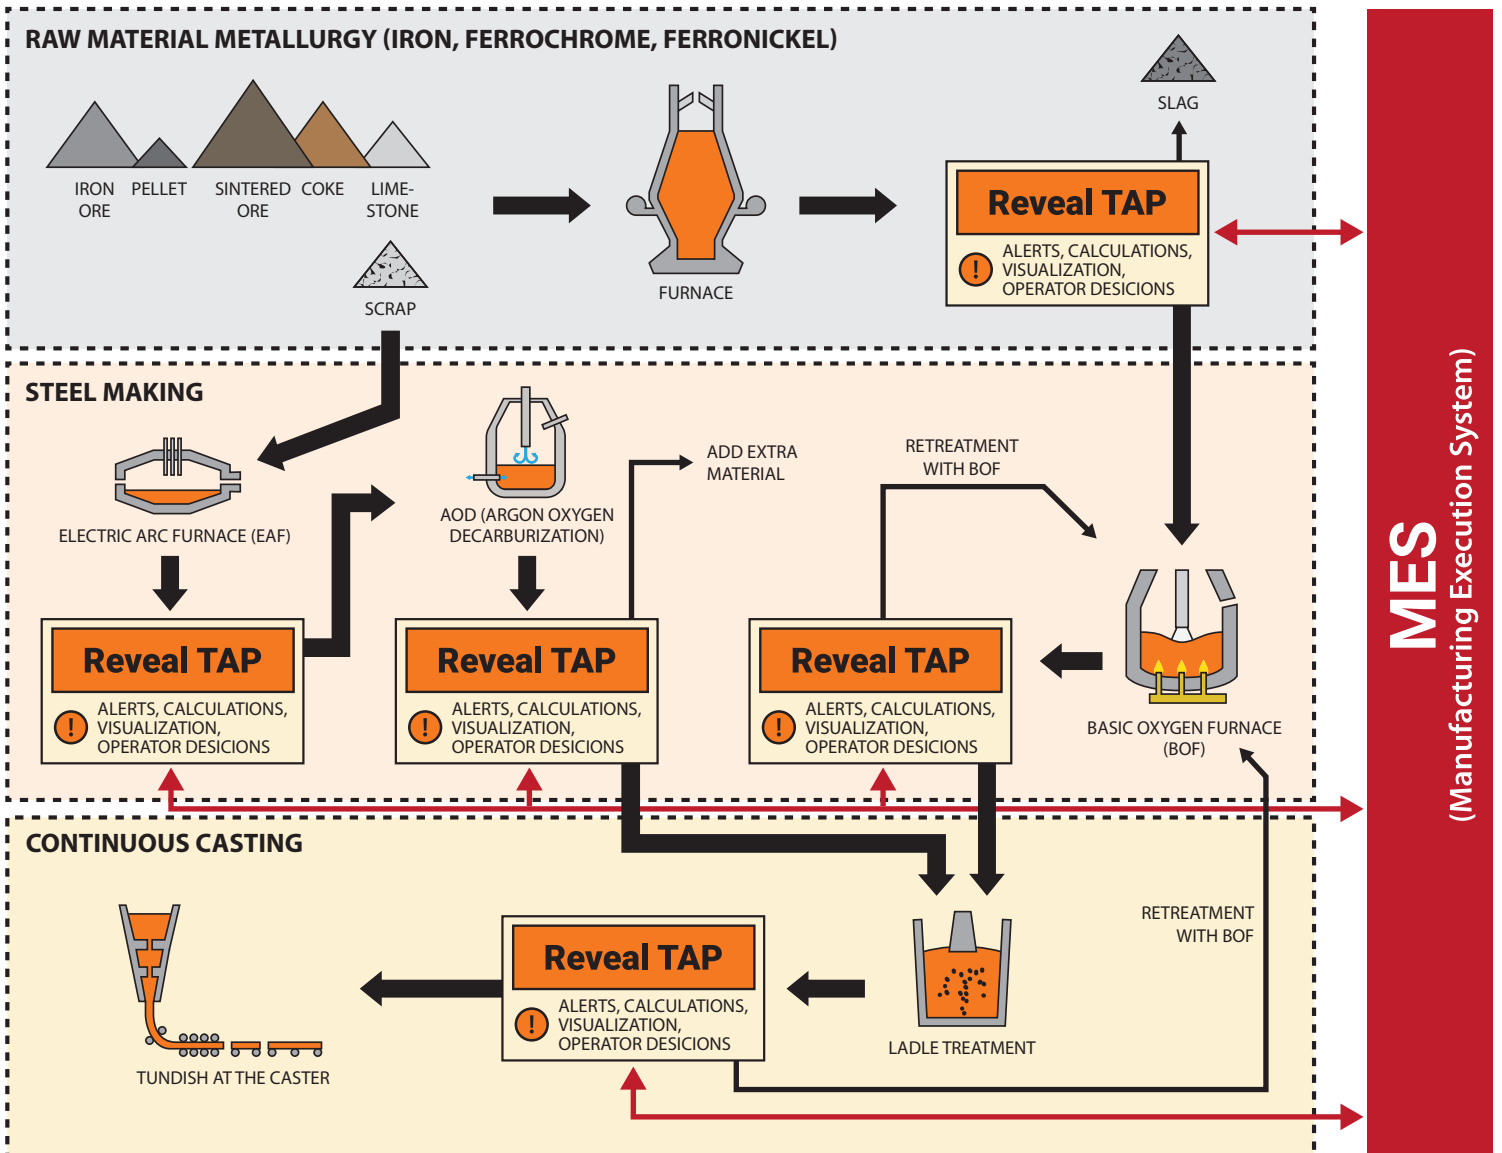 RAW MATERIAL METALLURGY (IRON, FERROCHROME, FERRONICKEL)
SLAG
IRON
ORE
PELLET
SINTERED
ORE
COKE
LIME-
STONE
SCRAP
FURNACE
Reveal TAP
!
ALERTS, CALCULATIONS,
VISUALIZATION,
OPERATOR DESICIONS
STEEL MAKING
ELECTRIC ARC FURNACE (EAF)
AOD (ARGON OXYGEN
DECARBURIZATION)
ADD EXTRA
MATERIAL
RETREATMENT
WITH BOF
Reveal TAP
!
ALERTS, CALCULATIONS,
VISUALIZATION,
OPERATOR DESICIONS
Reveal TAP
!
ALERTS, CALCULATIONS,
VISUALIZATION,
OPERATOR DESICIONS
Reveal TAP
!
ALERTS, CALCULATIONS,
VISUALIZATION,
OPERATOR DESICIONS
BASIC OXYGEN FURNACE
(BOF)
CONTINUOUS CASTING
TUNDISH AT THE CASTER
Reveal TAP
!
ALERTS, CALCULATIONS,
VISUALIZATION,
OPERATOR DESICIONS
LADLE TREATMENT
RETREATMENT
WITH BOF
MES
(Manufacturing Execution System)